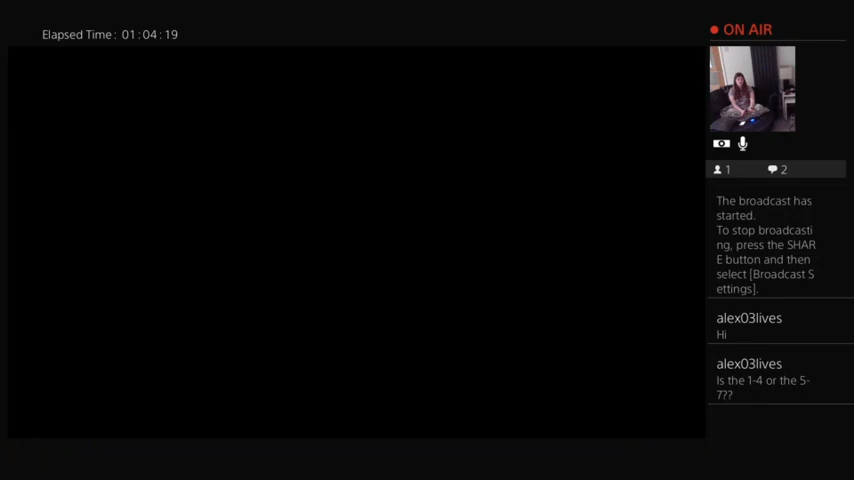 Elapsed Time: 01:04:19
ON AIR
1
2
The broadcast has
started.
To stop broadcasti
ng, press the SHAR
E button and then
select [Broadcast S
ettings].
alex03lives
Hi
alex03lives
Is the 1-4 or the 5-
7??